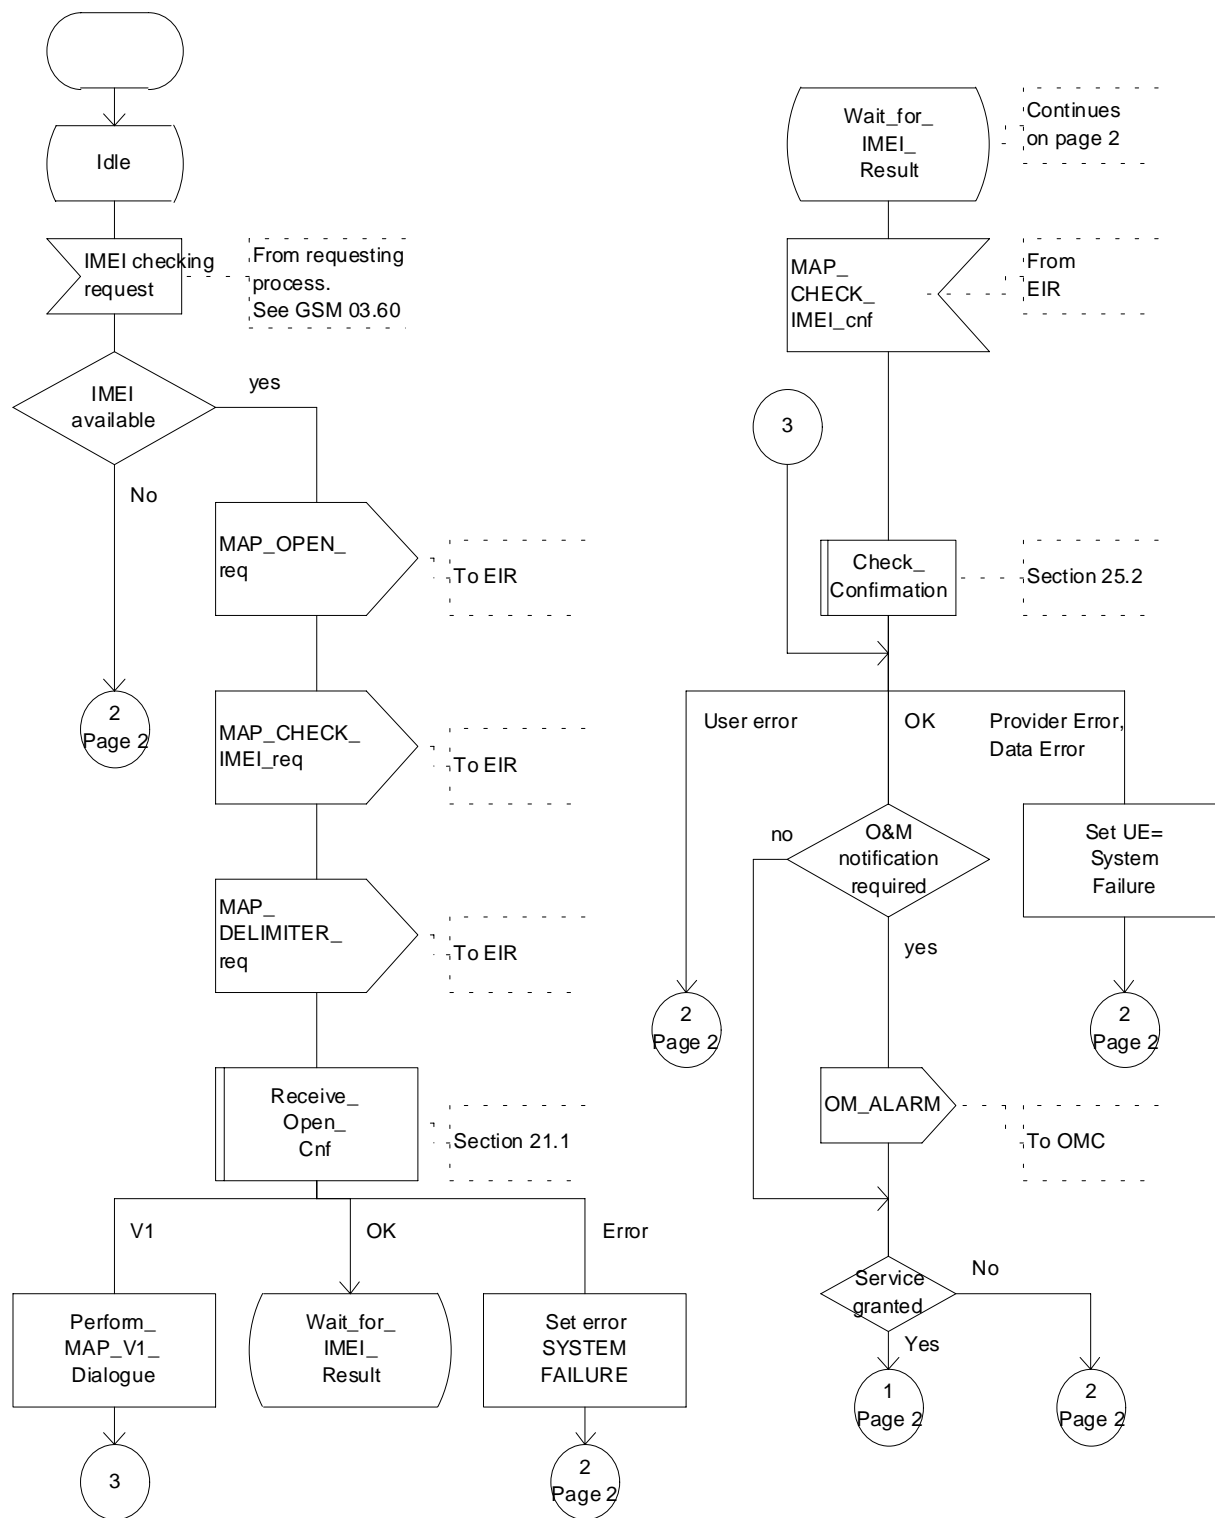 Idle
IMEI checking
request
From requesting
process.
See GSM 03.60
IMEI
available
yes
No
MAP_OPEN_
req
To EIR
2
Page 2
MAP_CHECK_
IMEI_req
To EIR
MAP_
DELIMITER_
req
To EIR
Receive_
Open_
Cnf
Section 21.1
V1
OK
Error
Perform_
MAP_V1_
Dialogue
Wait_for_
IMEI_
Result
Set error
SYSTEM
FAILURE
3
2
Page 2
Wait_for_
IMEI_
Result
Continues
on page 2
MAP_
CHECK_
IMEI_cnf
From
EIR
3
Check_
Confirmation
Section 25.2
User error
OK
Provider Error,
Data Error
no
O&M
notification
required
Set UE=
System
Failure
yes
2
Page 2
2
Page 2
OM_ALARM
To OMC
Service
granted
No
Yes
1
Page 2
2
Page 2